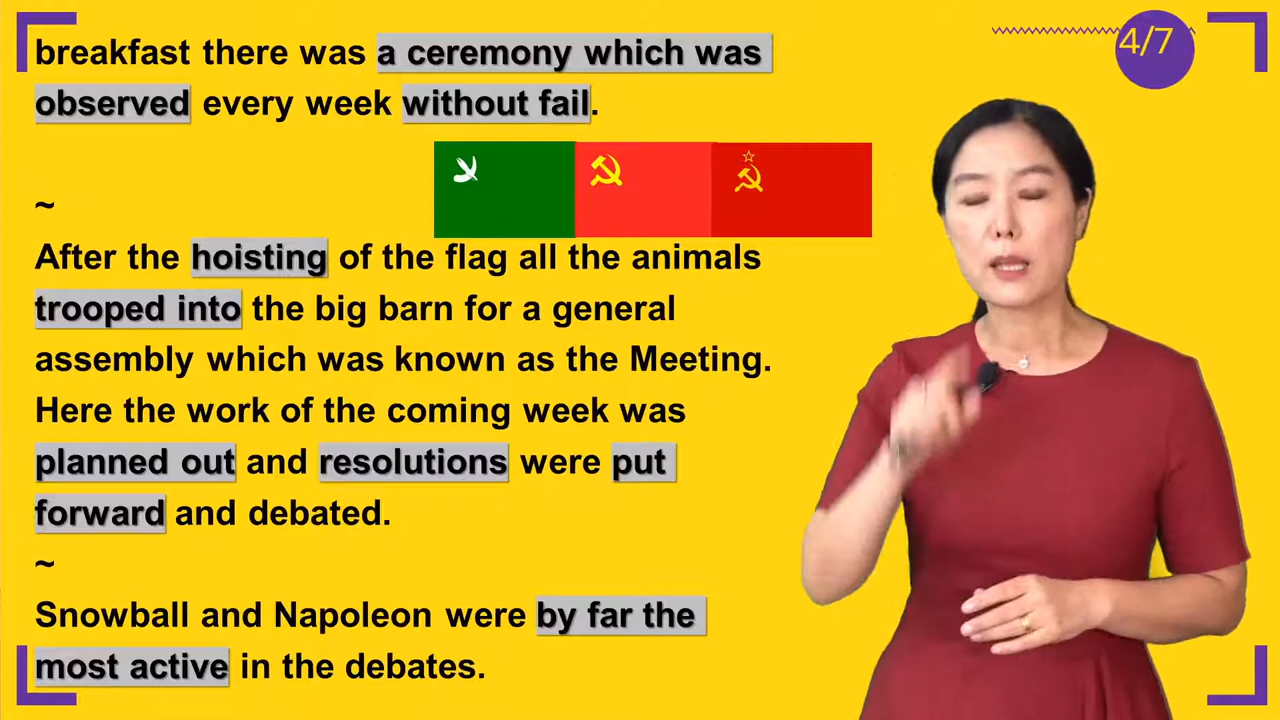 4/7
breakfast there was a ceremony which was
observed every week without fail.
~
After the hoisting of the flag all the animals
trooped into the big barn for a general
assembly which was known as the Meeting.
Here the work of the coming week was
planned out and resolutions were put
forward and debated.
~
Snowball and Napoleon were by far the
most active in the debates.